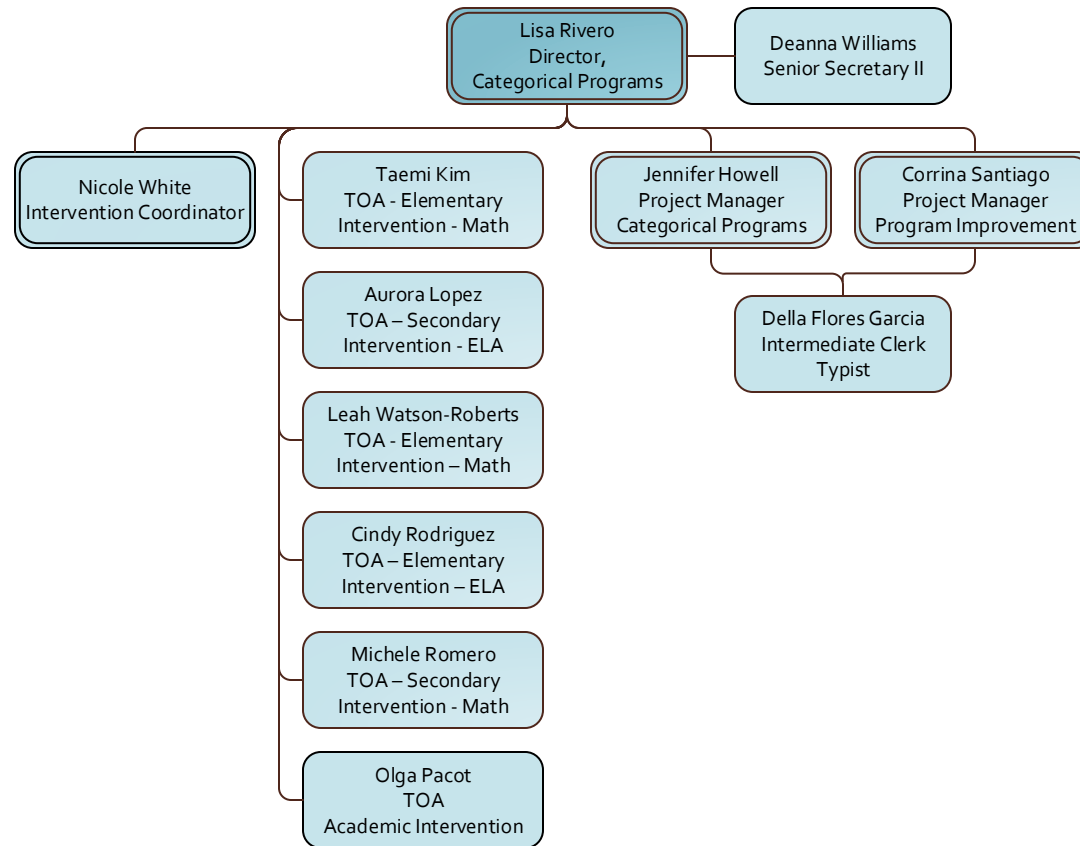 Lisa Rivero
Director,
Categorical Programs
Deanna Williams
Senior Secretary II
Nicole White
Intervention Coordinator
Taemi Kim
TOA - Elementary
Intervention - Math
Jennifer Howell
Project Manager
Categorical Programs
Corrina Santiago
Project Manager
Program Improvement
Aurora Lopez
TOA – Secondary
Intervention - ELA
Della Flores Garcia
Intermediate Clerk
Typist
Leah Watson-Roberts
TOA - Elementary
Intervention – Math
Cindy Rodriguez
TOA – Elementary
Intervention – ELA
Michele Romero
TOA – Secondary
Intervention - Math
Olga Pacot
TOA
Academic Intervention